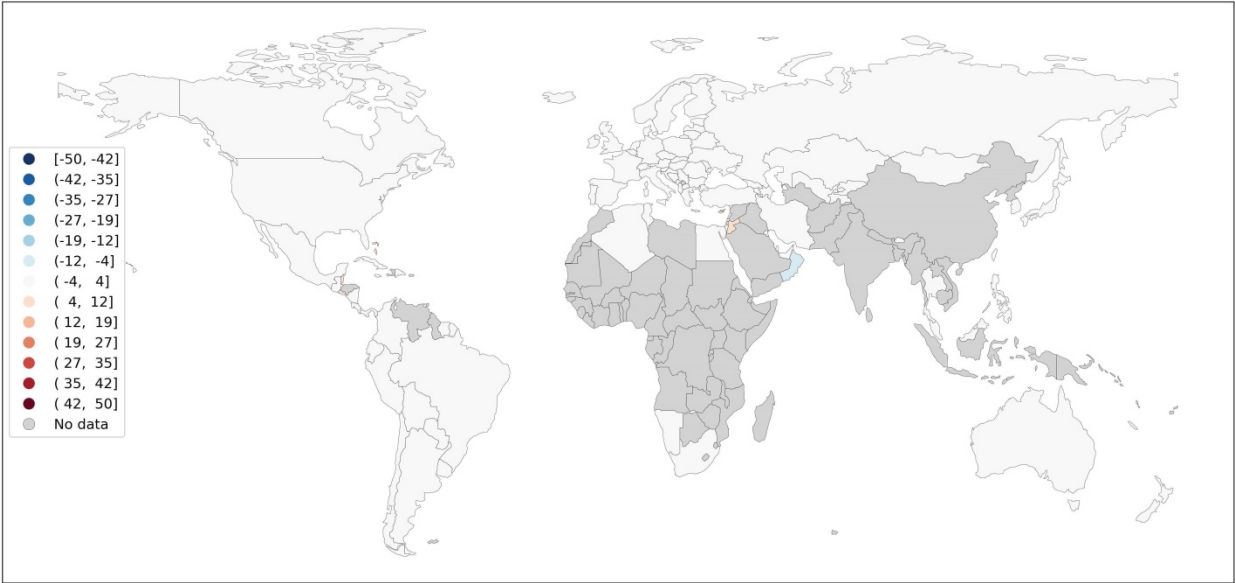 [-50, -42]
(-42, -35]
(-35, -27]
(-27, -19]
(-19, -12]
(-12, -4]
( -4, 4]
( 4, 12]
( 12, 19]
( 19, 27]
( 27, 35]
( 35, 42]
( 42, 50]
No data